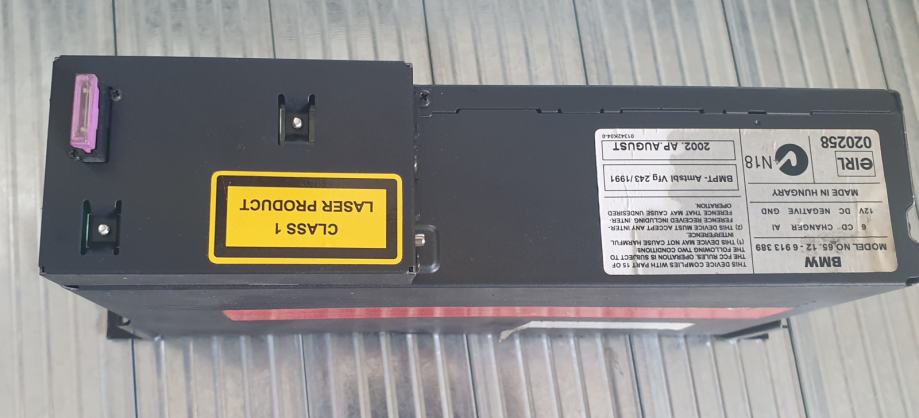 BMW
MODEL NO.65. 12 - 6 913 389
6 CD CHANGER AI
12V DC NEGATIVE GND
MADE IN HUNGARY
eIRL
020258
N18
THIS DEVICE COMPLIES WITH PART 15 OF
THE FCC RULES. OPERATION IS SUBJECT TO
THE FOLLOWING TWO CONDITIONS:
(1) THIS DEVICE MAY NOT CAUSE HARMFUL
INTERFERENCE.
(2) THIS DEVICE MUST ACCEPT ANY INTER-
FERENCE RECEIVED INCLUDING INTER-
FERENCE THAT MAY CAUSE UNDESIRED
OPERATION.
BMPT- Amtsbl Vfg 243/1991
2002. AP.AUGUST
CLASS 1
LASER PRODUCT